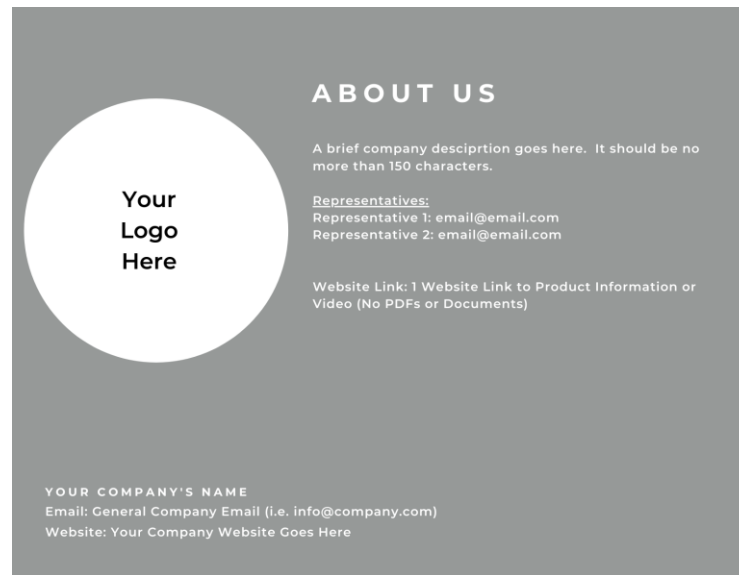 ABOUT US
A brief company desciprtion goes here.  It should be no
more than 150 characters.
Representatives:
Representative 1: email@email.com
Representative 2: email@email.com
Website Link: 1 Website Link to Product Information or
Video (No PDFs or Documents)
Your
Logo
Here
YOUR COMPANY'S NAME
Email: General Company Email (i.e. info@company.com)
Website: Your Company Website Goes Here